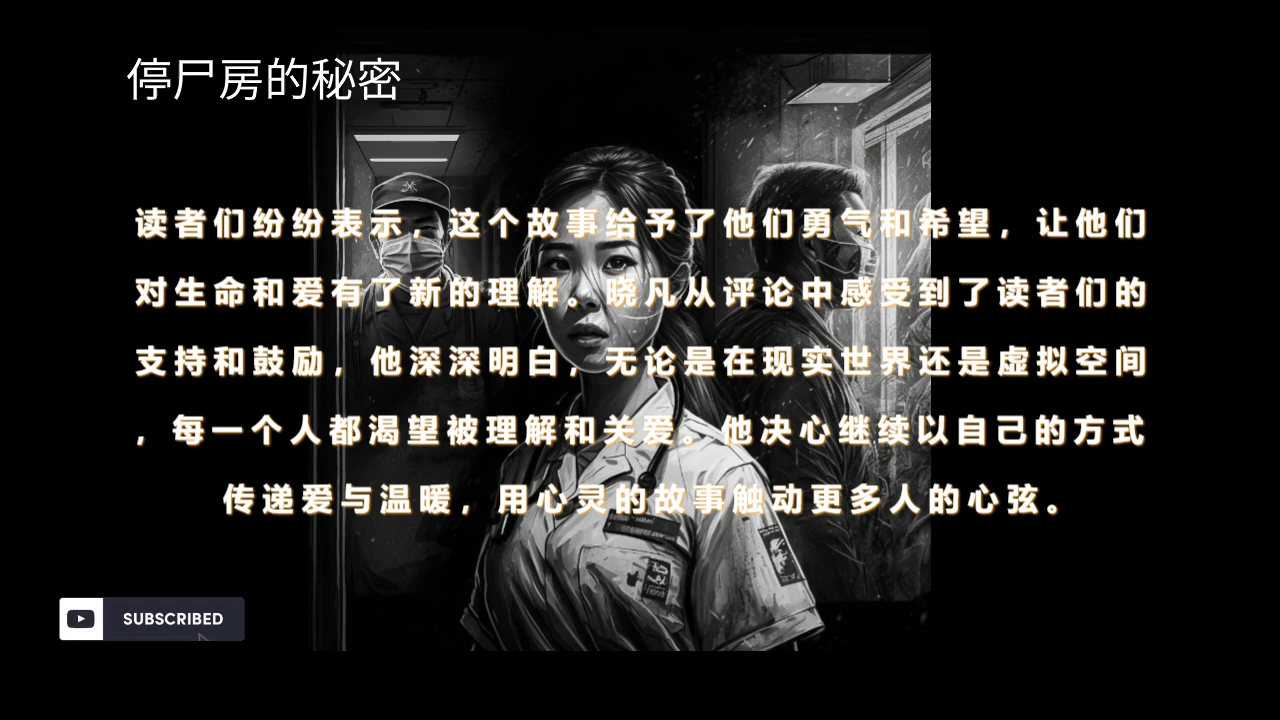 停尸房的秘密
读者们纷纷表示，这个故事给予了他们勇气和希望，让他们
对生命和爱有了新的理解。晓凡从评论中感受到了读者们的
支持和鼓励，他深深明白，无论是在现实世界还是虚拟空间
，每一个人都渴望被理解和关爱。他决心继续以自己的方式
传递爱与温暖，用心灵的故事触动更多人的心弦。
SUBSCRIBED